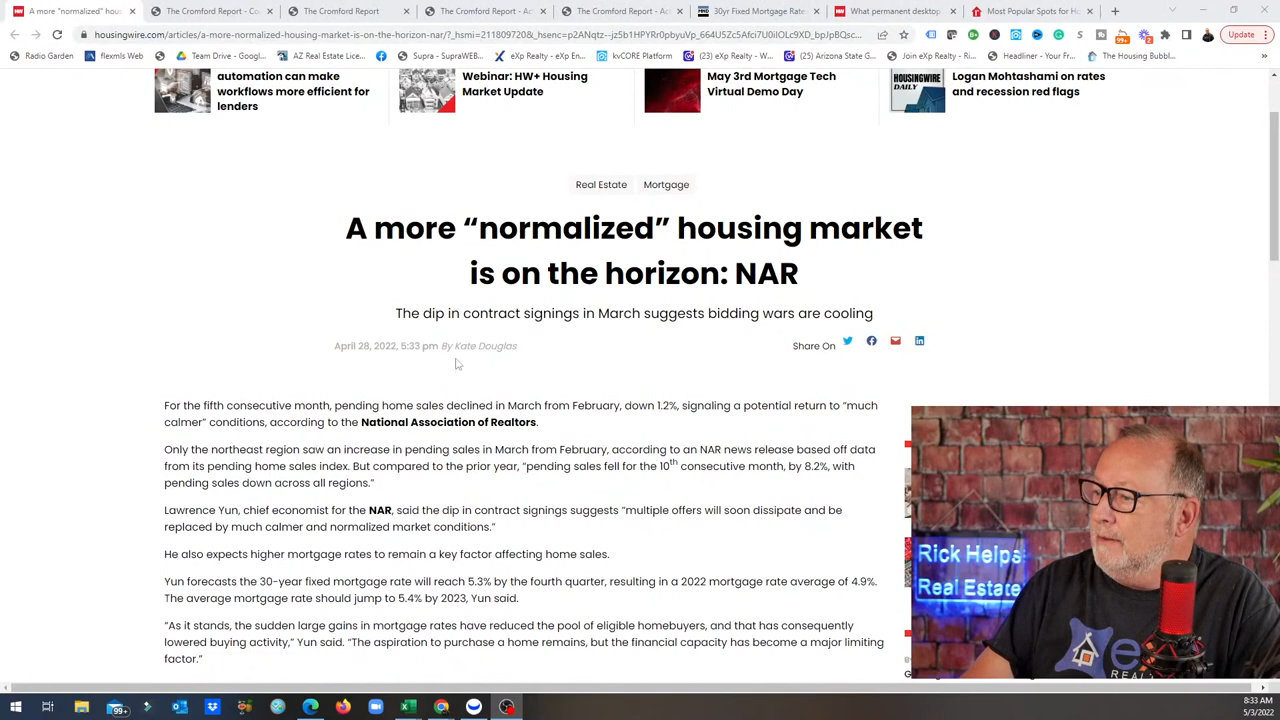 A more "normalized" hous
The Cromford Report - Co
The Cromford Report
The Cromford Report - Ac
The Cromford Report - Ac
30yr Fixed Mortgage Rate
What permanent desktop
Most Popular Spots for H
housingwire.com/articles/a-more-normalized-housing-market-is-on-the-horizon-nar/?_hsmi=211809720&_hsenc=
Update
Radio Garden
flexmls Web
Team Drive - Googl...
AZ Real Estate Lice...
Supra - SupraWEB...
eXp Realty - eXp En...
kvCORE Platform
(23) eXp Realty - W...
(25) Arizona State G...
Join eXp Realty - eX...
Headliner - Your Fr...
The Housing Bubbl...
automation can make
workflows more efficient for
lenders
Webinar: HW+ Housing
Market Update
May 3rd Mortgage Tech
Virtual Demo Day
HOUSINGWIRE
DAILY
Logan Mohtashami on rates
and recession red flags
Real Estate
Mortgage
A more “normalized” housing market
is on the horizon: NAR
The dip in contract signings in March suggests bidding wars are cooling
April 28, 2022, 5:33 pm By Kate Douglas
Share On
For the fifth consecutive month, pending home sales declined in March from February, down 1.2%, signaling a potential return to “much
calmer” conditions, according to the National Association of Realtors.
Only the northeast region saw an increase in pending sales in March from February, according to an NAR news release based off data
from its pending home sales index. But compared to the prior year, “pending sales fell for the 10th consecutive month, by 8.2%, with
pending sales down across all regions.”
Lawrence Yun, chief economist for the NAR, said the dip in contract signings suggests “multiple offers will soon dissipate and be
replaced by much calmer and normalized market conditions.”
He also expects higher mortgage rates to remain a key factor affecting home sales.
Yun forecasts the 30-year fixed mortgage rate will reach 5.3% by the fourth quarter, resulting in a 2022 mortgage rate average of 4.9%.
The average mortgage rate should jump to 5.4% by 2023, Yun said.
“As it stands, the sudden large gains in mortgage rates have reduced the pool of eligible homebuyers, and that has consequently
lowered buying activity,” Yun said. “The aspiration to purchase a home remains, but the financial capacity has become a major limiting
factor.”
Rick Helps
Real Estate
REAL
99+
8:33 AM
5/3/2022